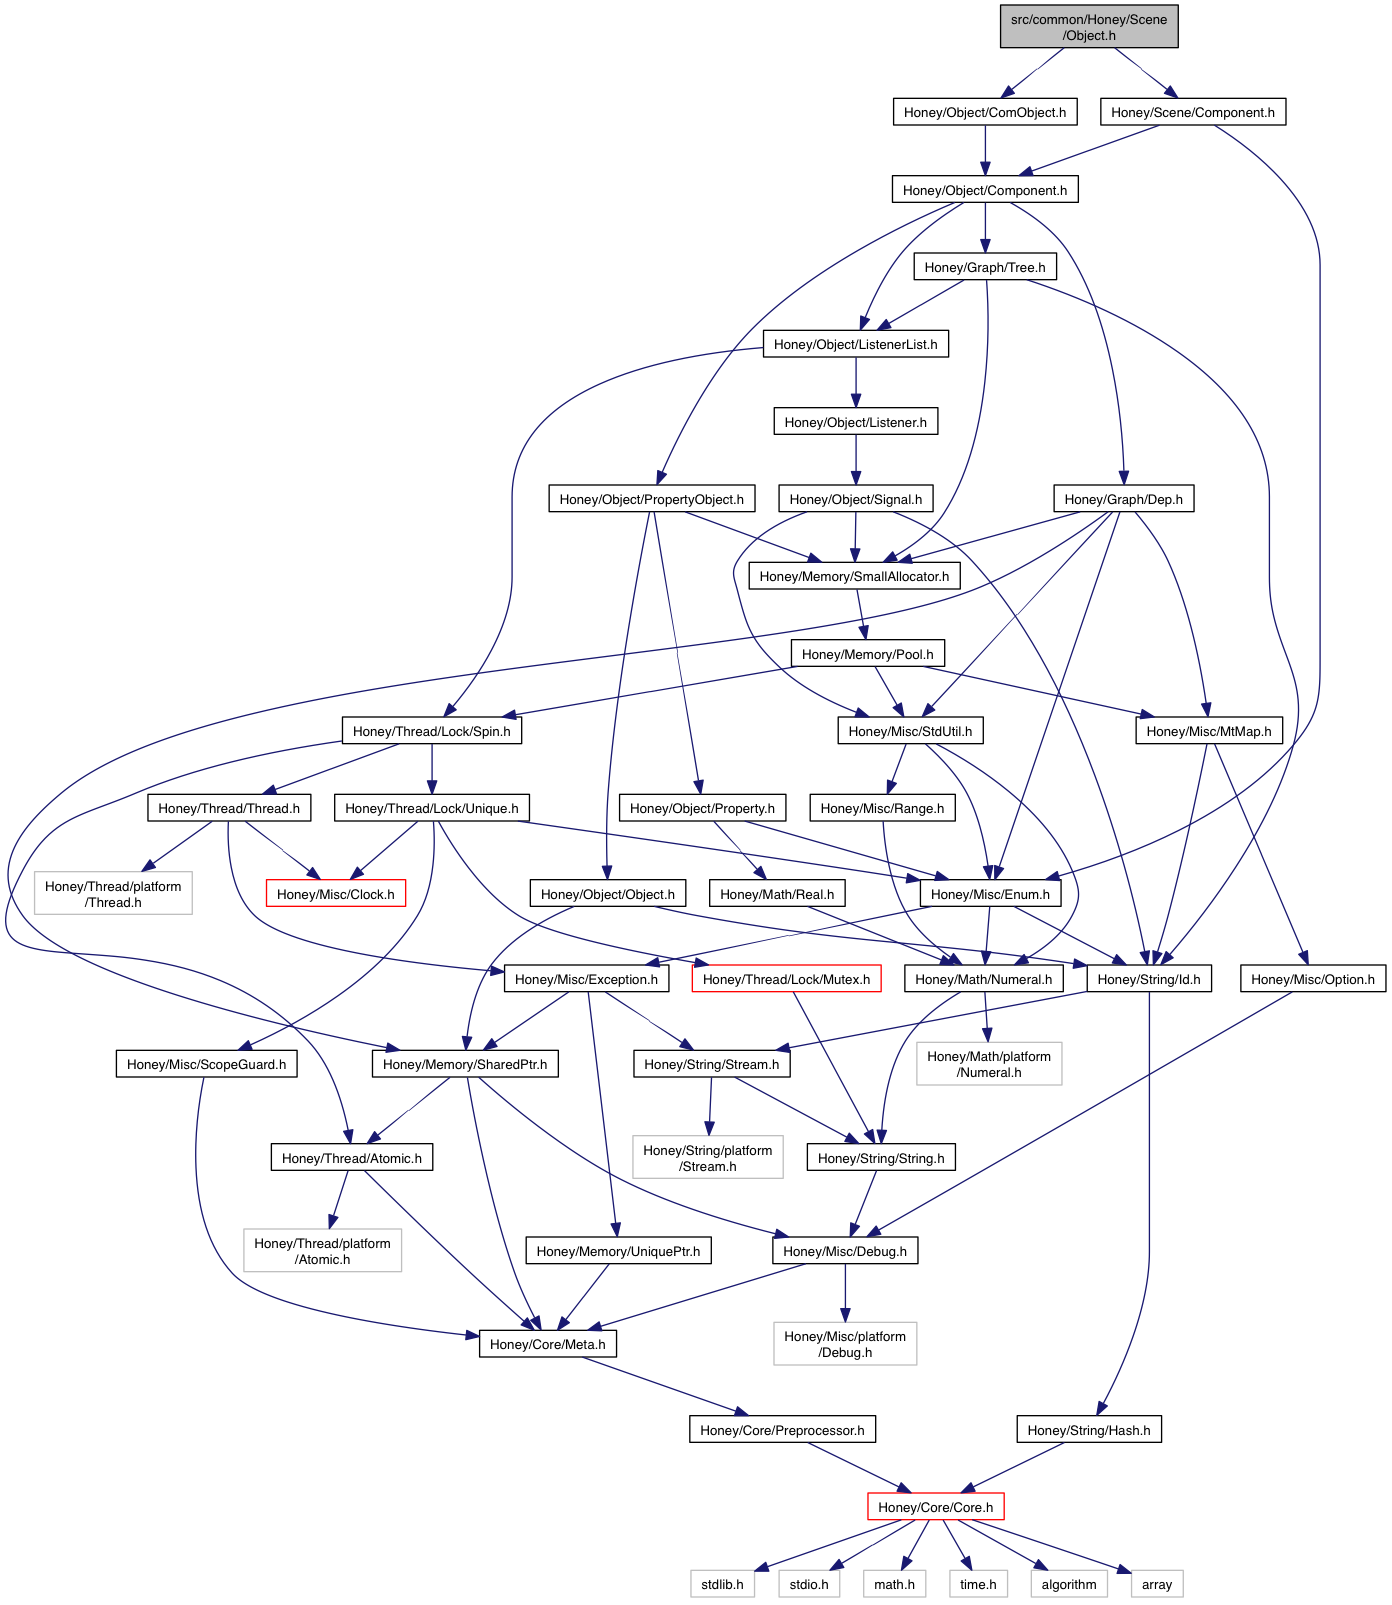 src/common/Honey/Scene
/Object.h
Honey/Object/ComObject.h
Honey/Scene/Component.h
Honey/Object/Component.h
Honey/Graph/Tree.h
Honey/Object/ListenerList.h
Honey/Object/Listener.h
Honey/Object/PropertyObject.h
Honey/Object/Signal.h
Honey/Graph/Dep.h
Honey/Memory/SmallAllocator.h
Honey/Memory/Pool.h
Honey/Thread/Lock/Spin.h
Honey/Misc/StdUtil.h
Honey/Misc/MtMap.h
Honey/Thread/Thread.h
Honey/Thread/Lock/Unique.h
Honey/Object/Property.h
Honey/Misc/Range.h
Honey/Thread/platform
/Thread.h
Honey/Misc/Clock.h
Honey/Object/Object.h
Honey/Math/Real.h
Honey/Misc/Enum.h
Honey/Misc/Exception.h
Honey/Thread/Lock/Mutex.h
Honey/Math/Numeral.h
Honey/String/Id.h
Honey/Misc/Option.h
Honey/Misc/ScopeGuard.h
Honey/Memory/SharedPtr.h
Honey/String/Stream.h
Honey/Math/platform
/Numeral.h
Honey/Thread/Atomic.h
Honey/String/platform
/Stream.h
Honey/String/String.h
Honey/Thread/platform
/Atomic.h
Honey/Memory/UniquePtr.h
Honey/Misc/Debug.h
Honey/Core/Meta.h
Honey/Misc/platform
/Debug.h
Honey/Core/Preprocessor.h
Honey/String/Hash.h
Honey/Core/Core.h
stdlib.h
stdio.h
math.h
time.h
algorithm
array